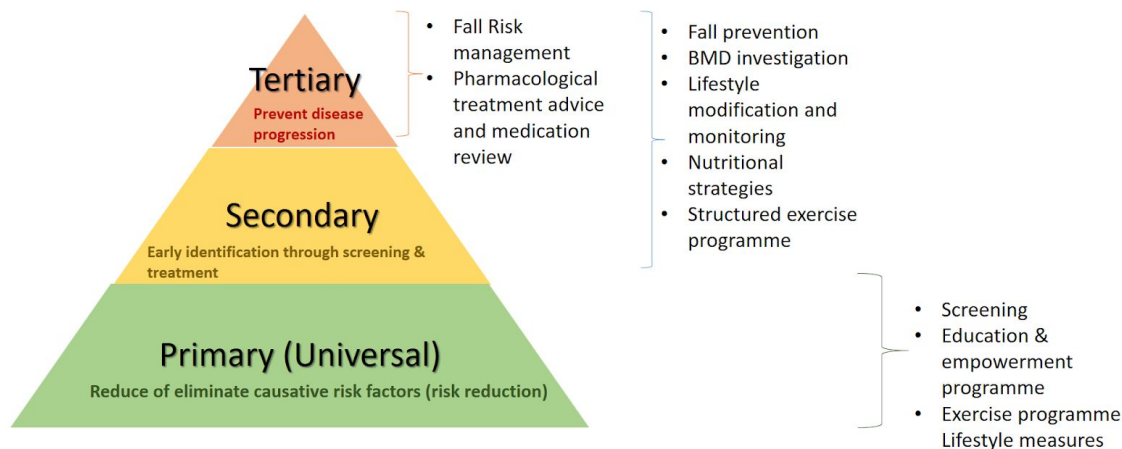 Tertiary
Prevent disease
progression
• Fall Risk
management
• Pharmacological
treatment advice
and medication
review
• Fall prevention
• BMD investigation
• Lifestyle
modification and
monitoring
• Nutritional
strategies
• Structured exercise
programme
Secondary
Early identification through screening &
treatment
Primary (Universal)
Reduce of eliminate causative risk factors (risk reduction)
• Screening
• Education &
empowerment
programme
• Exercise programme
Lifestyle measures